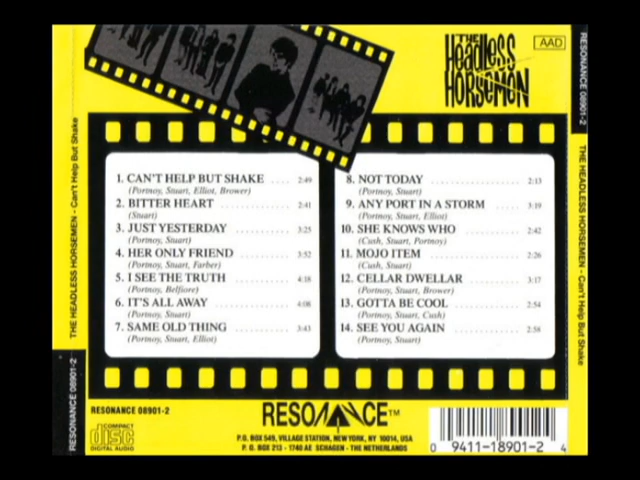 THE
HEADLESS
HORSEMEN
AAD
RESONANCE 08901-2
THE HEADLESS HORSEMEN - Can't Help But Shake
1. CAN'T HELP BUT SHAKE .... 2:49
(Portnoy, Stuart, Elliot, Brower)
2. BITTER HEART .......... 2:41
(Stuart)
3. JUST YESTERDAY .......... 3:25
(Portnoy, Stuart)
4. HER ONLY FRIEND .......... 3:52
(Portnoy, Stuart, Farber)
5. I SEE THE TRUTH .......... 4:18
(Portnoy, Belfiore)
6. IT'S ALL AWAY .......... 4:08
(Portnoy, Stuart)
7. SAME OLD THING .......... 3:43
(Portnoy, Stuart, Elliot)
8. NOT TODAY .......... 2:13
(Portnoy, Stuart)
9. ANY PORT IN A STORM .... 3:19
(Portnoy, Stuart, Elliot)
10. SHE KNOWS WHO .......... 2:42
(Cush, Stuart, Portnoy)
11. MOJO ITEM .......... 2:26
(Cush, Stuart)
12. CELLAR DWELLAR .......... 3:17
(Portnoy, Stuart, Brower)
13. GOTTA BE COOL .......... 2:54
(Portnoy, Stuart, Cush)
14. SEE YOU AGAIN .......... 2:58
(Portnoy, Stuart)
THE HEADLESS HORSEMEN - Can't Help But Shake
RESONANCE 08901-2
RESONANCE 08901-2
COMPACT
disc
DIGITAL AUDIO
RESONANCE™
P.O. BOX 549, VILLAGE STATION, NEW YORK, NY 10014, USA
P.O. BOX 213 - 1740 AE SCHAGEN - THE NETHERLANDS
0 9411-18901-2 4